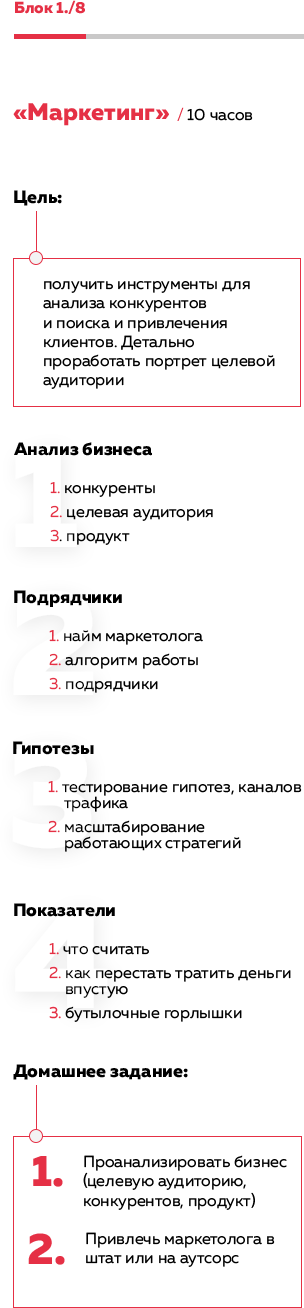 Блок 1./8
«Маркетинг» / 10 часов
Цель:
получить инструменты для
анализа конкурентов
и поиска и привлечения
клиентов. Детально
проработать портрет целевой
аудитории
1
Анализ бизнеса
1. конкуренты
2. целевая аудитория
3. продукт
2
Подрядчики
1. найм маркетолога
2. алгоритм работы
3. подрядчики
3
Гипотезы
1. тестирование гипотез, каналов
трафика
2. масштабирование
работающих стратегий
4
Показатели
1. что считать
2. как перестать тратить деньги
впустую
3. бутылочные горлышки
Домашнее задание:
1. Проанализировать бизнес
(целевую аудиторию,
конкурентов, продукт)
2. Привлечь маркетолога в
штат или на аутсорс